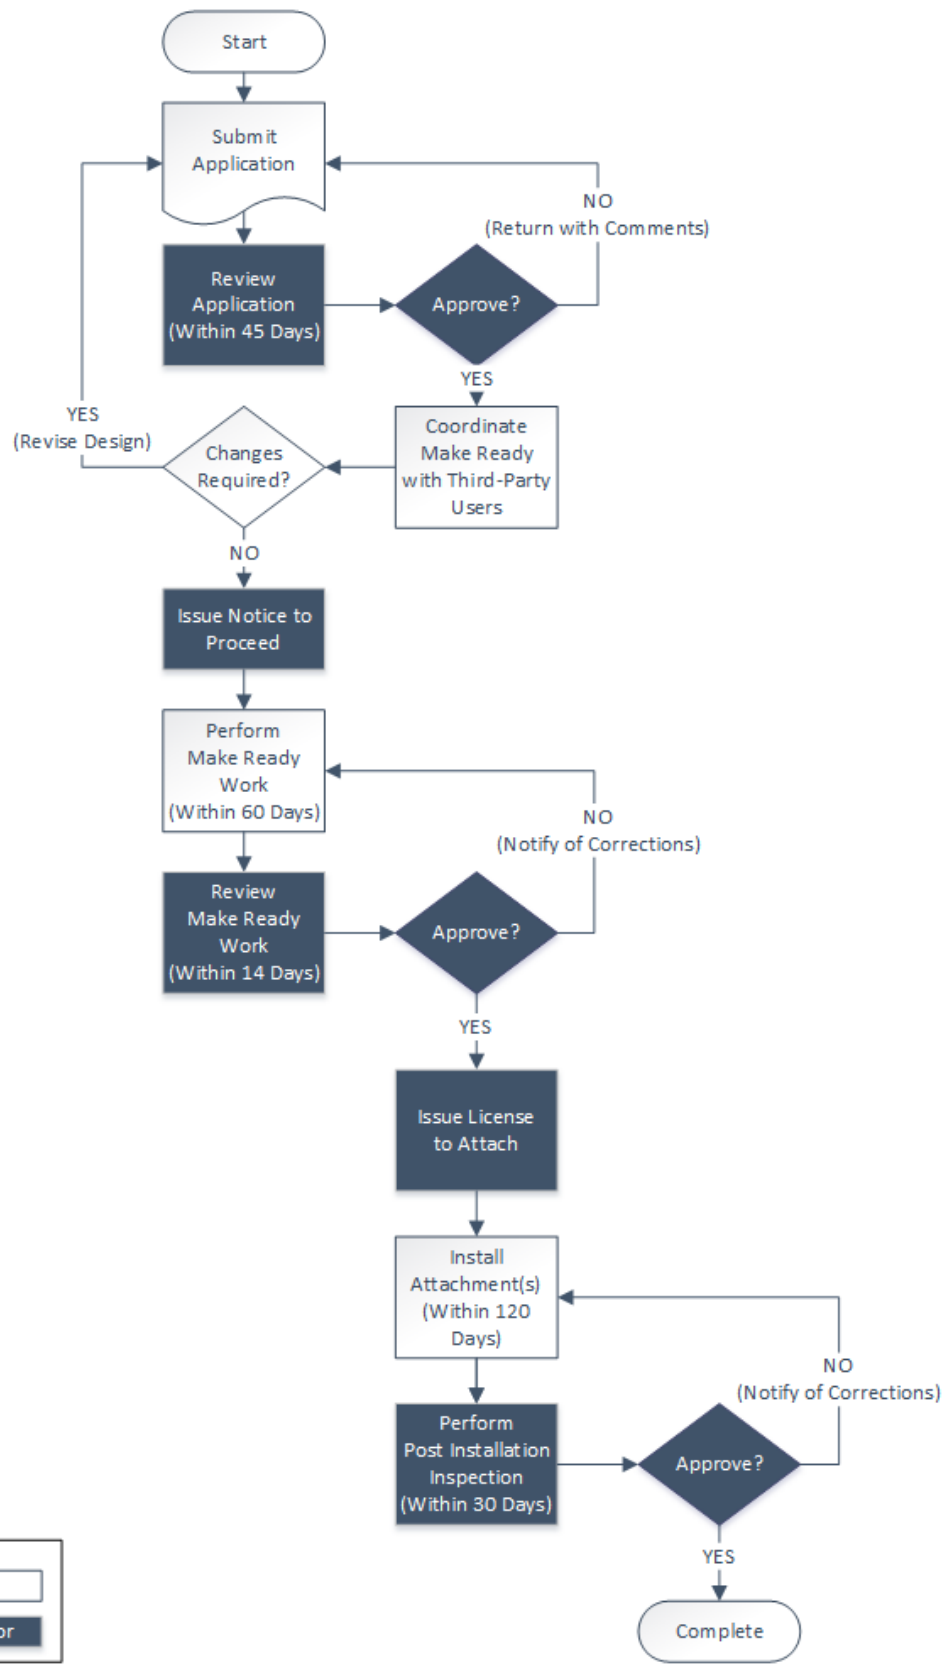 Start
Submit
Application
NO
(Return with Comments)
Review
Application
(Within 45 Days)
Approve?
YES
YES
(Revise Design)
Changes
Required?
Coordinate
Make Ready
with Third-Party
Users
NO
Issue Notice to
Proceed
Perform
Make Ready
Work
(Within 60 Days)
NO
(Notify of Corrections)
Review
Make Ready
Work
(Within 14 Days)
Approve?
YES
Issue License
to Attach
Install
Attachment(s)
(Within 120
Days)
NO
(Notify of Corrections)
Perform
Post Installation
Inspection
(Within 30 Days)
Approve?
YES
Complete